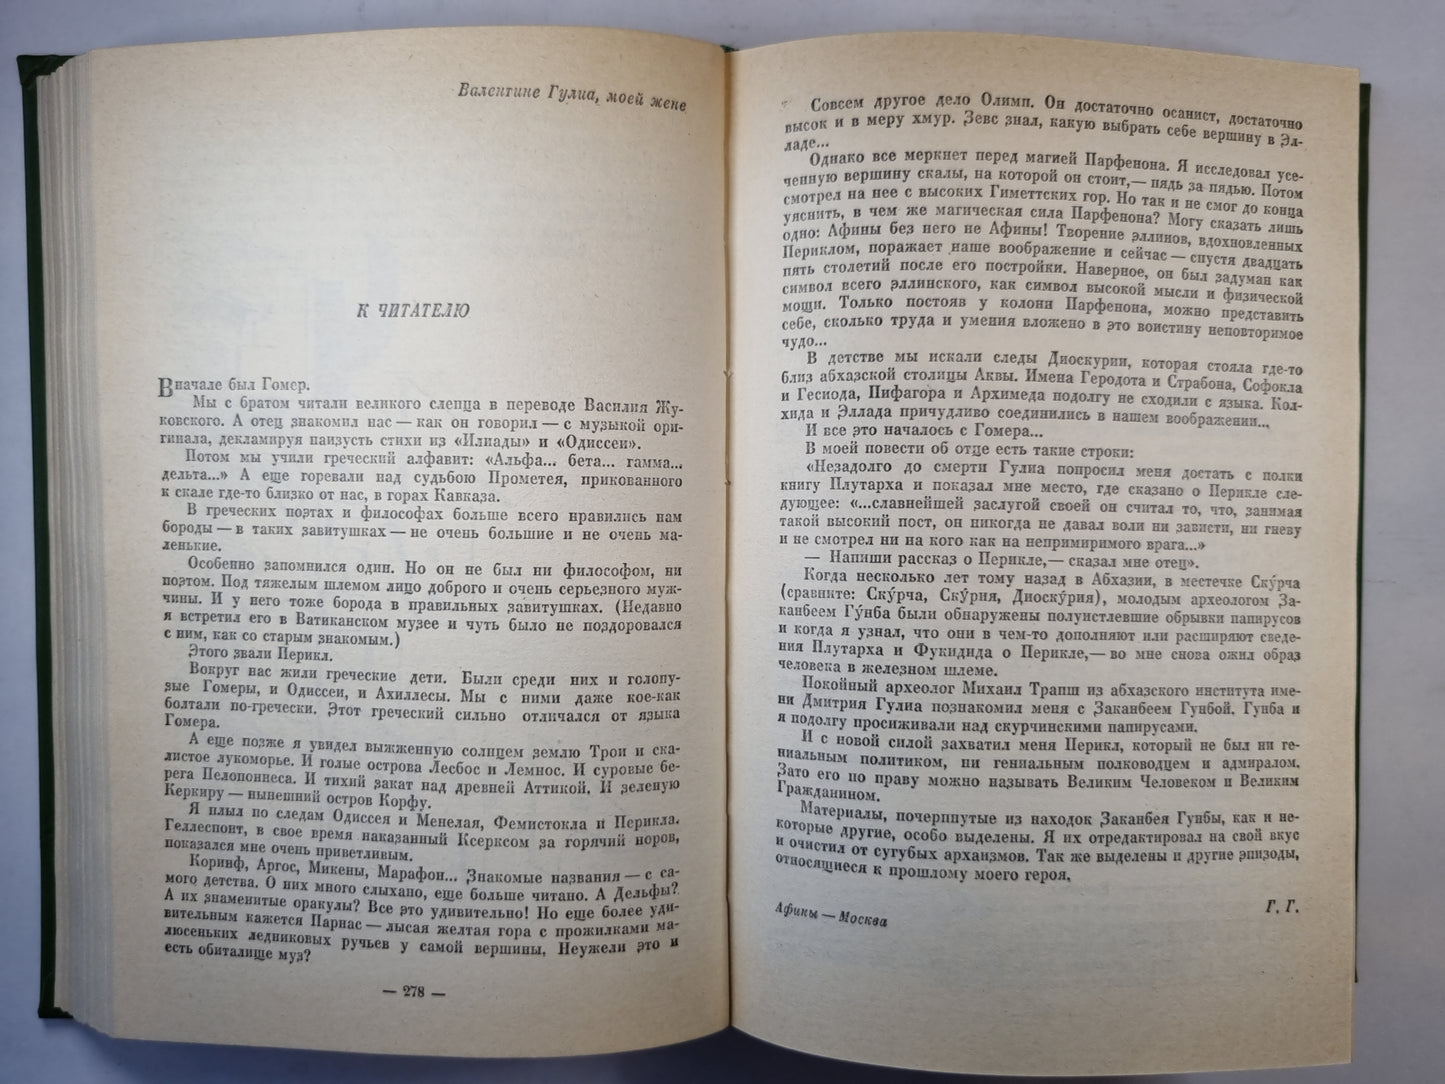 Валентине Гулиа, моей жене
К ЧИТАТЕЛЮ
Вначале был Гомер.
Мы с братом читали великого слепца в переводе Василия Жу-
ковского. А отец знакомил нас — как он говорил — с музыкой ори-
гинала, декламируя наизусть стихи из «Илиады» и «Одиссеи».
Потом мы учили греческий алфавит: «Альфа... бета... гамма...
дельта...» А еще горевали над судьбою Прометея, прикованного
к скале где-то близко от нас, в горах Кавказа.
В греческих поэтах и философах больше всего нравились нам
бороды — в таких завитушках — не очень большие и не очень ма-
ленькие.
Особенно запомнился один. Но он не был ни философом, ни
поэтом. Под тяжелым шлемом лицо доброго и очень серьезного муж-
чины. И у него тоже борода в правильных завитушках. (Недавно
я встретил его в Ватиканском музее и чуть было не поздоровался
с ним, как со старым знакомым.)
Этого звали Перикл.
Вокруг нас жили греческие дети. Были среди них и голопу-
зые Гомеры, и Одиссеи, и Ахиллесы. Мы с ними даже кое-как
болтали по-гречески. Этот греческий сильно отличался от языка
Гомера.
А еще позже я увидел выжженную солнцем землю Трои и ска-
листое лукоморье. И голые острова Лесбос и Лемнос. И суровые бе-
рега Пелопоннеса. И тихий закат над древней Аттикой. И зеленую
Керкиру — нынешний остров Корфу.
Я плыл по следам Одиссея и Менелая, Фемистокла и Перикла.
Геллеспонт, в свое время наказанный Ксерксом за горячий норов,
показался мне очень приветливым.
Коринф, Аргос, Микены, Марафон... Знакомые названия — с са-
мого детства. О них много слыхано, еще больше читано. А Дельфы?
А их знаменитые оракулы? Все это удивительно! Но еще более уди-
вительным кажется Парнас — лысая желтая гора с прожилками ма-
люсеньких ледниковых ручьев у самой вершины. Неужели это и
есть обиталище муз?
— 278 —
Совсем другое дело Олимп. Он достаточно осанист, достаточно
высок и в меру хмур. Зевс знал, какую выбрать себе вершину в Эл-
ладе...
Однако все меркнет перед магией Парфенона. Я исследовал усе-
ченную вершину скалы, на которой он стоит,— пядь за пядью. Потом
смотрел на нее с высоких Гиметтских гор. Но так и не смог до конца
уяснить, в чем же магическая сила Парфенона? Могу сказать лишь
одно: Афины без него не Афины! Творение эллинов, вдохновленных
Периклом, поражает наше воображение и сейчас — спустя двадцать
пять столетий после его постройки. Наверное, он был задуман как
символ всего эллинского, как символ высокой мысли и физической
мощи. Только постояв у колонн Парфенона, можно представить
себе, сколько труда и умения вложено в это воистину неповторимое
чудо...
В детстве мы искали следы Диоскурии, которая стояла где-то
близ абхазской столицы Аквы. Имена Геродота и Страбона, Софокла
и Гесиода, Пифагора и Архимеда подолгу не сходили с языка. Кол-
хида и Эллада причудливо соединились в нашем воображении...
И все это началось с Гомера...
В моей повести об отце есть такие строки:
«Незадолго до смерти Гулиа попросил меня достать с полки
книгу Плутарха и показал мне место, где сказано о Перикле сле-
дующее: «...славнейшей заслугой своей он считал то, что, занимая
такой высокий пост, он никогда не давал воли ни зависти, ни гневу
и не смотрел ни на кого как на непримиримого врага...»
— Напиши рассказ о Перикле,— сказал мне отец».
Когда несколько лет тому назад в Абхазии, в местечке Ску́рча
(сравните: Ску́рча, Ску́рия, Диоску́рия), молодым археологом За-
канбеем Гу́нба были обнаружены полуистлевшие обрывки папирусов
и когда я узнал, что они в чем-то дополняют или расширяют сведе-
ния Плутарха и Фукидида о Перикле,— во мне снова ожил образ
человека в железном шлеме.
Покойный археолог Михаил Трапш из абхазского института име-
ни Дмитрия Гулиа познакомил меня с Заканбеем Гунбой. Гунба и
я подолгу просиживали над скурчинскими папирусами.
И с новой силой захватил меня Перикл, который не был ни ге-
ниальным политиком, ни гениальным полководцем и адмиралом.
Зато его по праву можно называть Великим Человеком и Великим
Гражданином.
Материалы, почерпнутые из находок Заканбея Гунбы, как и не-
которые другие, особо выделены. Я их отредактировал на свой вкус
и очистил от сугубых архаизмов. Так же выделены и другие эпизоды,
относящиеся к прошлому моего героя.
Г. Г.
Афины — Москва